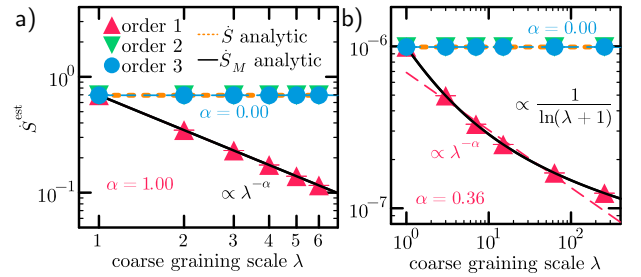 a)
order 1
order 2
order 3
Ṡ analytic
Ṡ_M analytic
10⁰
10⁻¹
Ṡ^est
α = 0.00
α = 1.00
∝ λ^{-α}
1 2 3 4 5 6
coarse graining scale λ
b)
α = 0.00
10⁻⁶
10⁻⁷
∝ 1 / ln(λ + 1)
∝ λ^{-α}
α = 0.36
10⁰ 10¹ 10²
coarse graining scale λ